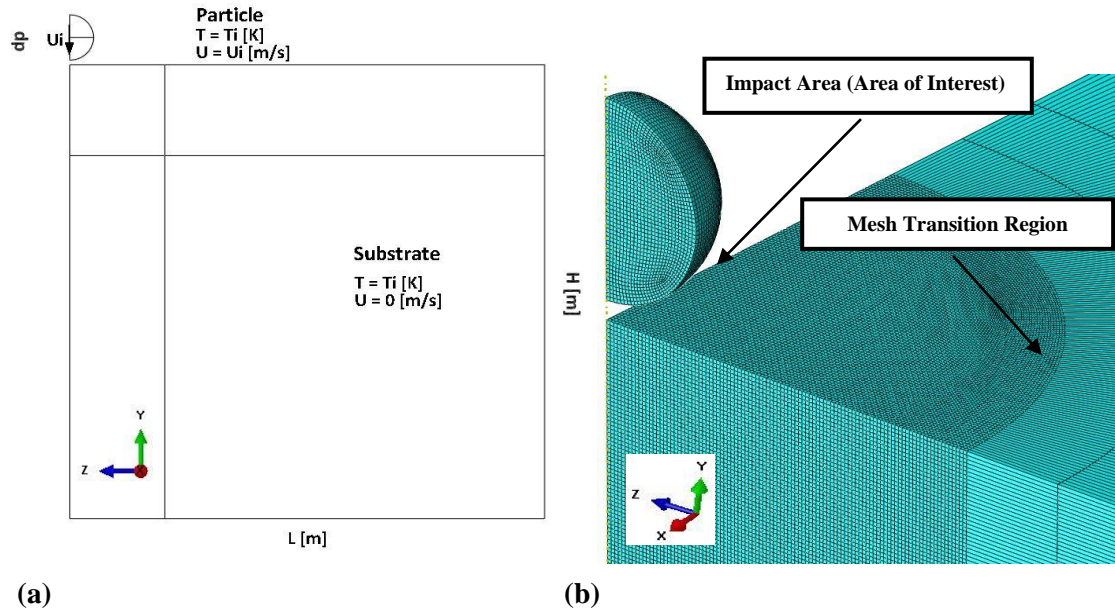 Particle
T = Ti [K]
U = Ui [m/s]
Ui
dp
Substrate
T = Ti [K]
U = 0 [m/s]
H [m]
L [m]
Y
Z
X
(a)
Impact Area (Area of Interest)
Mesh Transition Region
Y
Z
X
(b)